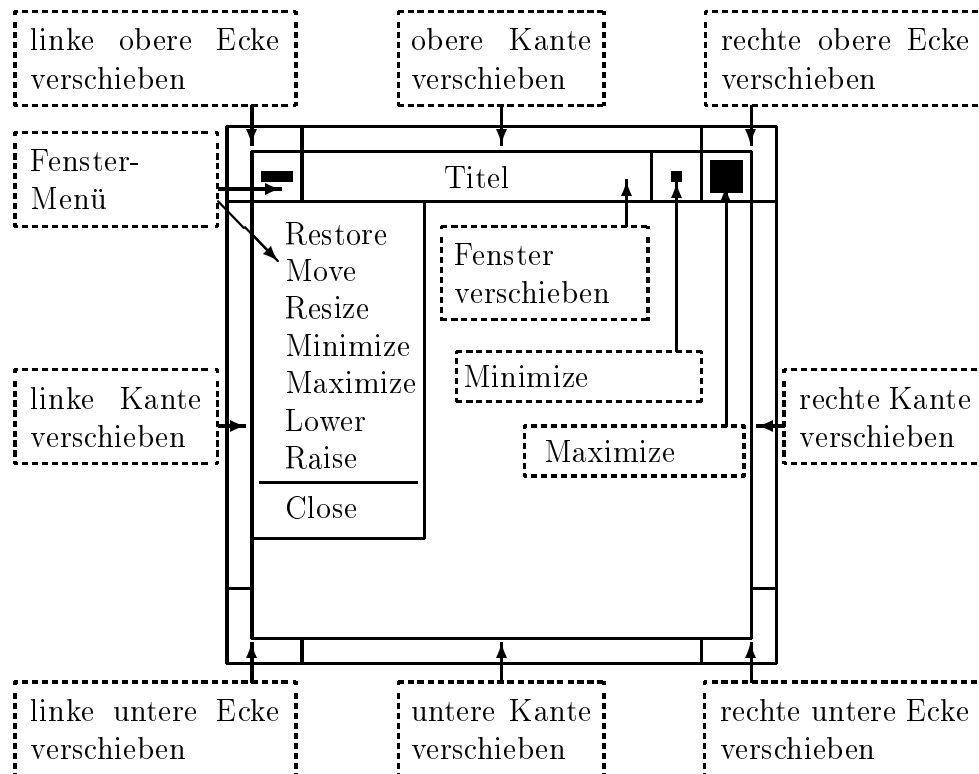 linke obere Ecke
verschieben
obere Kante
verschieben
rechte obere Ecke
verschieben
Fenster-
Menü
Titel
Restore
Move
Resize
Minimize
Maximize
Lower
Raise
Close
Fenster
verschieben
Minimize
Maximize
linke Kante
verschieben
rechte Kante
verschieben
linke untere Ecke
verschieben
untere Kante
verschieben
rechte untere Ecke
verschieben